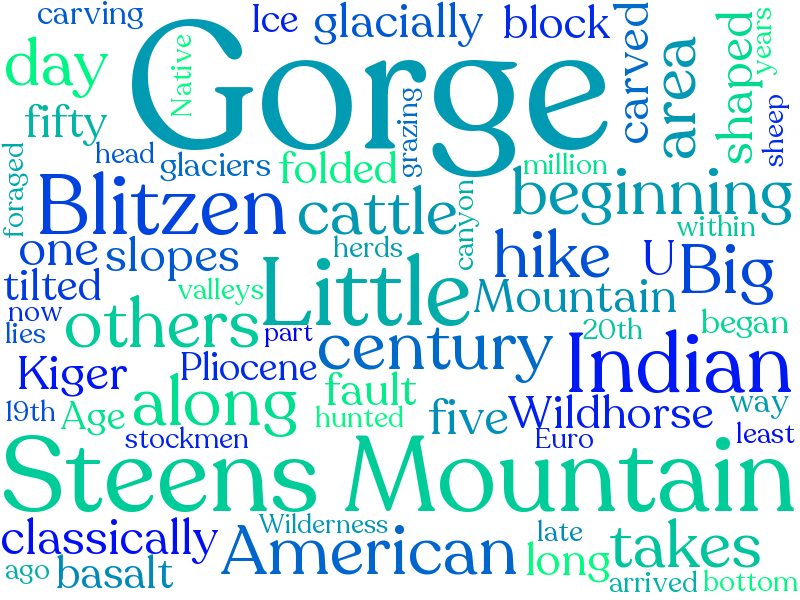 carving Ice glacially block carved shaped years
day Native Gorge area
fifty grazing sheep
head glaciers folded million
foraged Blitzen cattle canyon beginning
within
one slopes herds hike U Big
tilted valleys Little Mountain
now others 20th began
lies part century
Kiger Pliocene Indian
19th Age along fault hunted five Wildhorse way
stockmen Euro least
Steens Mountain
classically Wilderness American late takes
ago basalt long arrived bottom